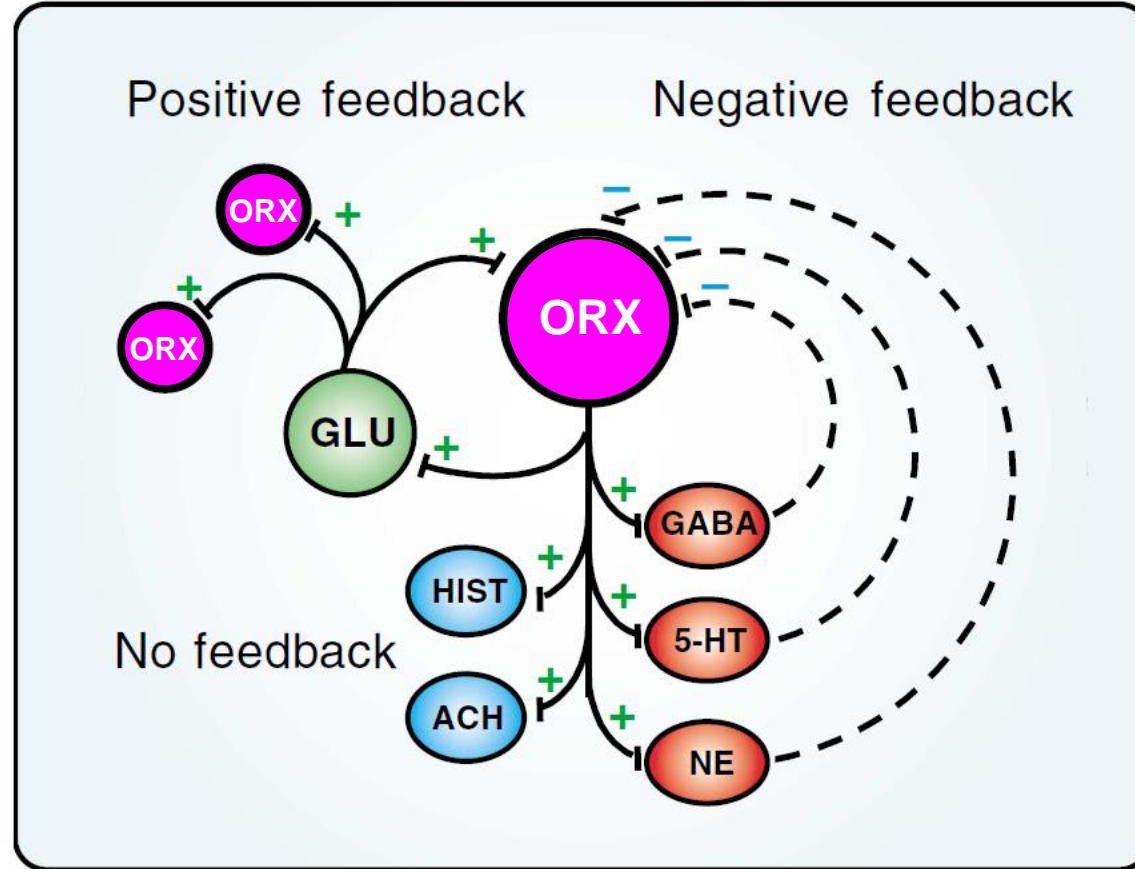 Positive feedback
Negative feedback
ORX
+
−
+
−
+
−
ORX
ORX
GLU
+
+
GABA
+
HIST
+
5-HT
No feedback
+
ACH
+
NE